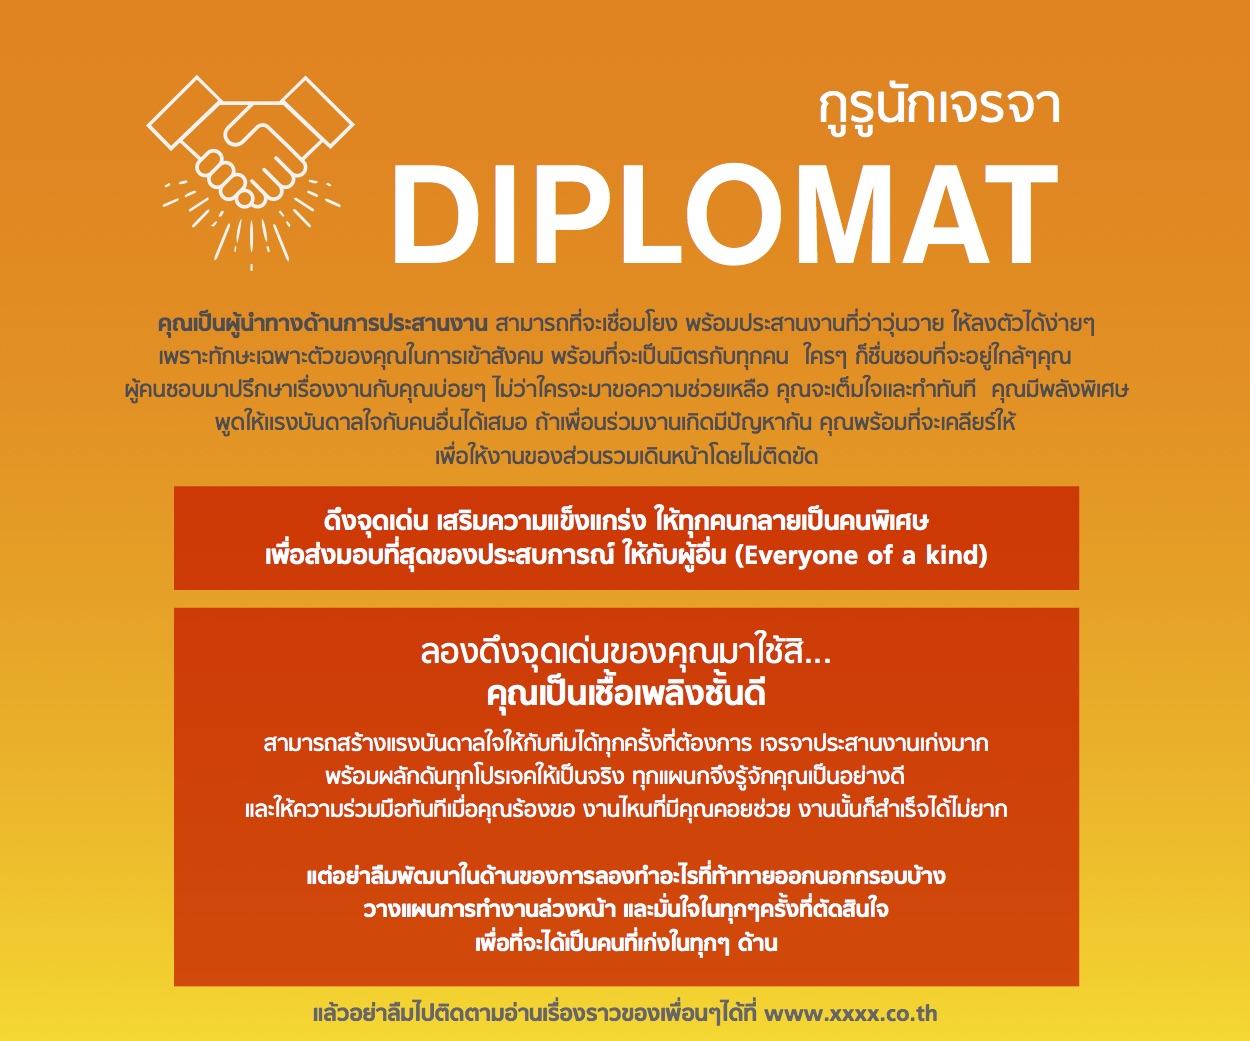 กูรูนักเจรจา
DIPLOMAT
คุณเป็นผู้นำทางด้านการประสานงาน สามารถที่จะเชื่อมโยง พร้อมประสานงานที่ว่าวุ่นวาย ให้ลงตัวได้ง่ายๆ
เพราะทักษะเฉพาะตัวของคุณในการเข้าสังคม พร้อมที่จะเป็นมิตรกับทุกคน ใครๆ ก็ชื่นชอบที่จะอยู่ใกล้ๆคุณ
ผู้คนชอบมาปรึกษาเรื่องงานกับคุณบ่อยๆ ไม่ว่าใครจะมาขอความช่วยเหลือ คุณจะเต็มใจและทำทันที คุณมีพลังพิเศษ
พูดให้แรงบันดาลใจกับคนอื่นได้เสมอ ถ้าเพื่อนร่วมงานเกิดมีปัญหากัน คุณพร้อมที่จะเคลียร์ให้
เพื่อให้งานของส่วนรวมเดินหน้าโดยไม่ติดขัด
ดึงจุดเด่น เสริมความแข็งแกร่ง ให้ทุกคนกลายเป็นคนพิเศษ
เพื่อส่งมอบที่สุดของประสบการณ์ ให้กับผู้อื่น (Everyone of a kind)
ลองดึงจุดเด่นของคุณมาใช้สิ...
คุณเป็นเชื้อเพลิงชั้นดี
สามารถสร้างแรงบันดาลใจให้กับทีมได้ทุกครั้งที่ต้องการ เจรจาประสานงานเก่งมาก
พร้อมผลักดันทุกโปรเจคให้เป็นจริง ทุกแผนกจึงรู้จักคุณเป็นอย่างดี
และให้ความร่วมมือทันทีเมื่อคุณร้องขอ งานไหนที่มีคุณคอยช่วย งานนั้นก็สำเร็จได้ไม่ยาก
แต่อย่าลืมพัฒนาในด้านของการลองทำอะไรที่ท้าทายออกนอกกรอบบ้าง
วางแผนการทำงานล่วงหน้า และมั่นใจในทุกๆครั้งที่ตัดสินใจ
เพื่อที่จะได้เป็นคนที่เก่งในทุกๆ ด้าน
แล้วอย่าลืมไปติดตามอ่านเรื่องราวของเพื่อนๆได้ที่ www.xxxx.co.th